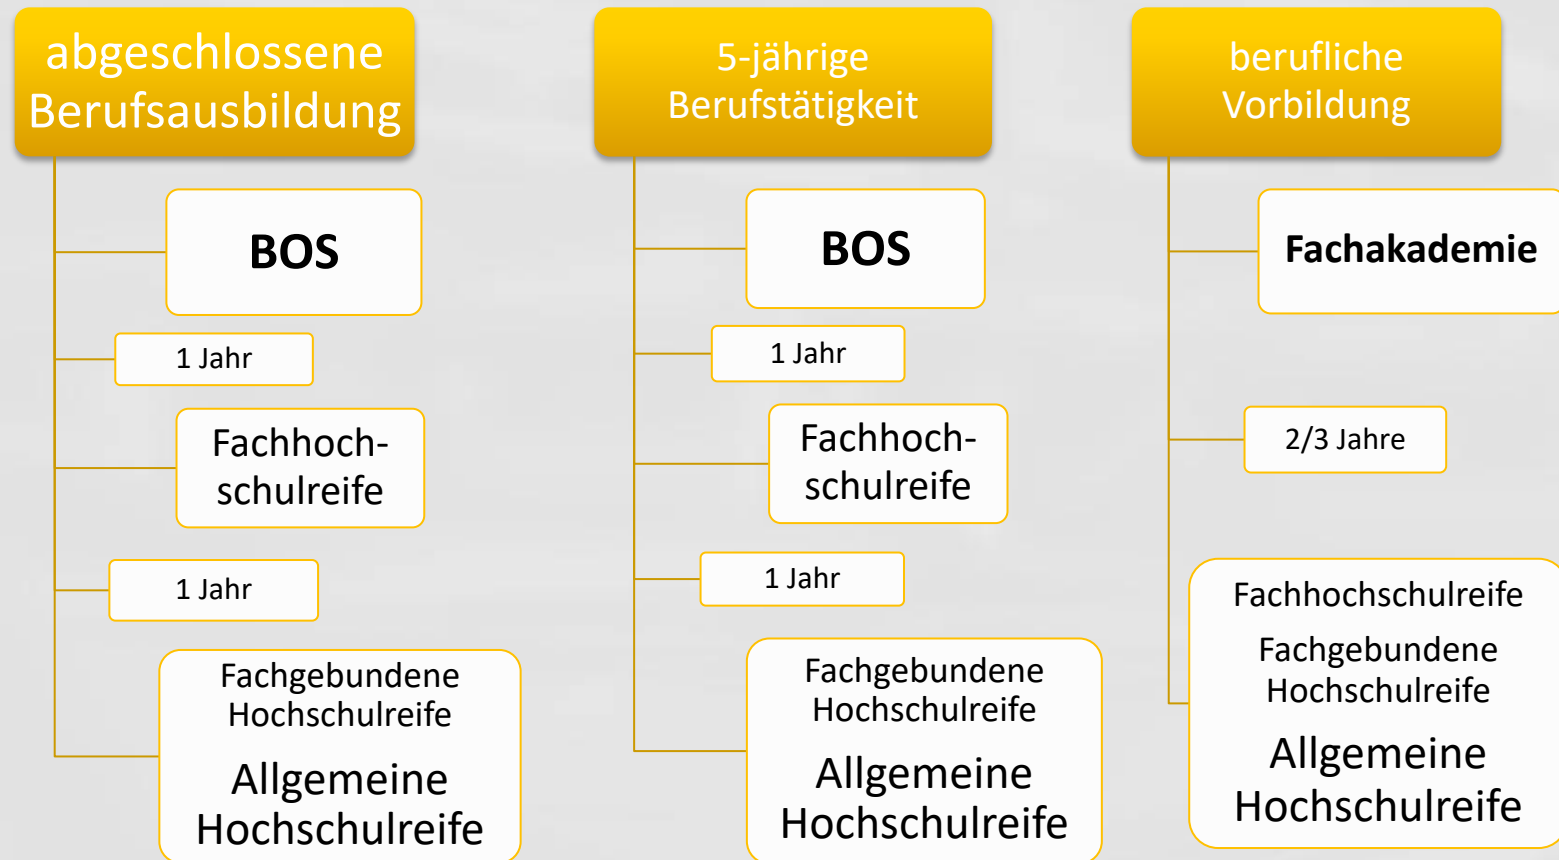 abgeschlossene
Berufsausbildung
BOS
1 Jahr
Fachhoch-
schulreife
1 Jahr
Fachgebundene
Hochschulreife
Allgemeine
Hochschulreife
5-jährige
Berufstätigkeit
BOS
1 Jahr
Fachhoch-
schulreife
1 Jahr
Fachgebundene
Hochschulreife
Allgemeine
Hochschulreife
berufliche
Vorbildung
Fachakademie
2/3 Jahre
Fachhochschulreife
Fachgebundene
Hochschulreife
Allgemeine
Hochschulreife